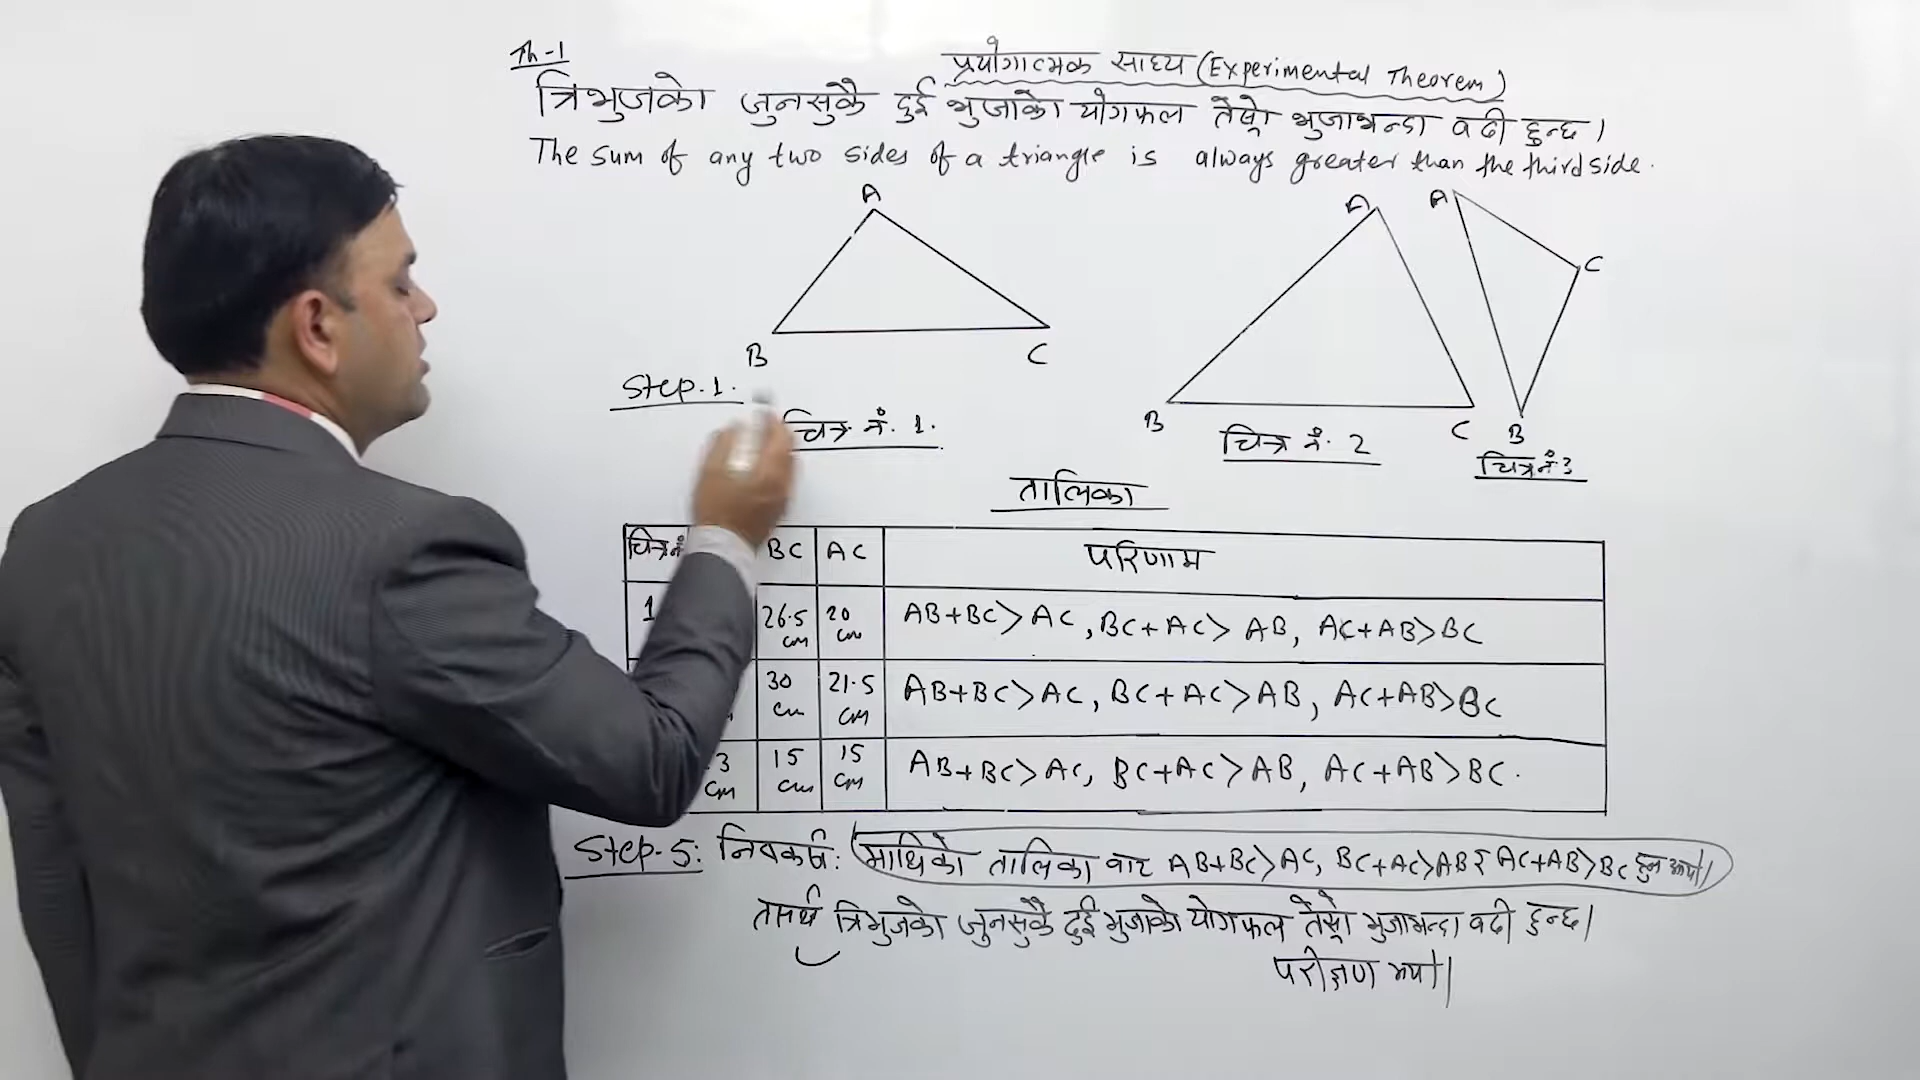 Th-1
प्रयोगात्मक साध्य (Experimental Theorem)
त्रिभुजको जुनसुकै दुई भुजाको योगफल तेस्रो भुजाभन्दा बढी हुन्छ।
The sum of any two sides of a triangle is always greater than the third side.
A
B
C
A
B
C
A
C
B
Step.1.
चित्र नं. 1.
चित्र नं. 2
चित्र नं 3
तालिका
चित्र नं BC AC परिणाम
1 26.5 cm 20 cm AB+BC>AC, BC+AC>AB, AC+AB>BC
30 cm 21.5 cm AB+BC>AC, BC+AC>AB, AC+AB>BC
.3 cm 15 cm 15 cm AB+BC>AC, BC+AC>AB, AC+AB>BC.
Step-5: निष्कर्ष: माथिको तालिका बाट AB+BC>AC, BC+AC>AB र AC+AB>BC हुन आयो।
तसर्थ त्रिभुजको जुनसुकै दुई भुजाको योगफल तेस्रो भुजाभन्दा बढी हुन्छ।
परीक्षण भयो।